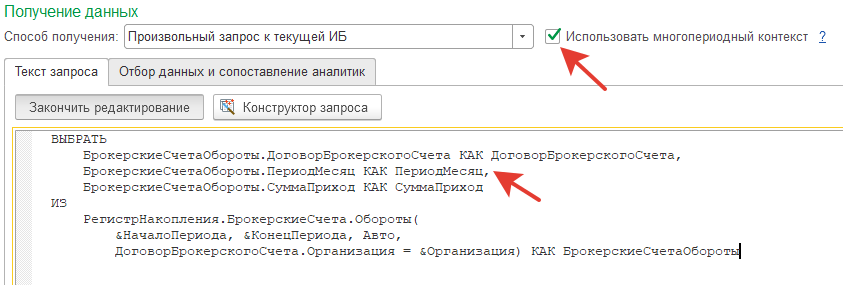 Получение данных
Способ получения: Произвольный запрос к текущей ИБ Использовать многопериодный контекст ?
Текст запроса Отбор данных и сопоставление аналитик
Закончить редактирование Конструктор запроса
ВЫБРАТЬ
БрокерскиеСчетаОбороты.ДоговорБрокерскогоСчета КАК ДоговорБрокерскогоСчета,
БрокерскиеСчетаОбороты.ПериодМесяц КАК ПериодМесяц,
БрокерскиеСчетаОбороты.СуммаПриход КАК СуммаПриход
ИЗ
РегистрНакопления.БрокерскиеСчета.Обороты(
&НачалоПериода, &КонецПериода, Авто,
ДоговорБрокерскогоСчета.Организация = &Организация) КАК БрокерскиеСчетаОбороты